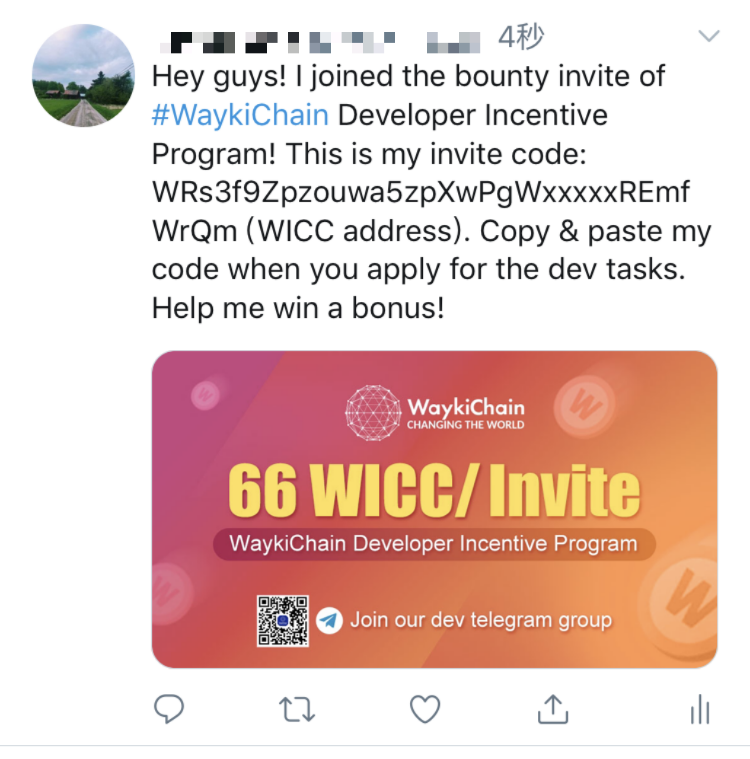 4秒
Hey guys! I joined the bounty invite of
#WaykiChain Developer Incentive
Program! This is my invite code:
WRs3f9Zpzouwa5zpXwPgWxxxxxREmf
WrQm (WICC address). Copy & paste my
code when you apply for the dev tasks.
Help me win a bonus!
WaykiChain
CHANGING THE WORLD
66 WICC/ Invite
WaykiChain Developer Incentive Program
Join our dev telegram group